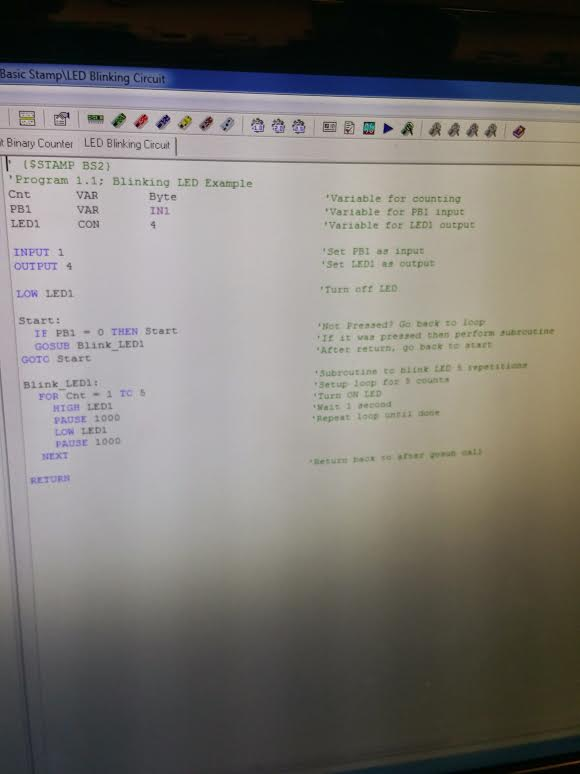 Basic Stamp\LED Blinking Circuit
it Binary Counter LED Blinking Circuit
' {$STAMP BS2}
'Program 1.1; Blinking LED Example
Cnt VAR Byte 'Variable for counting
PB1 VAR IN1 'Variable for PB1 input
LED1 CON 4 'Variable for LED1 output
INPUT 1 'Set PB1 as input
OUTPUT 4 'Set LED1 as output
LOW LED1 'Turn off LED
Start:
IF PB1 = 0 THEN Start 'Not Pressed? Go back to loop
GOSUB Blink_LED1 'If it was pressed then perform subroutine
GOTO Start 'After return, go back to start
Blink_LED1: 'Subroutine to blink LED 5 repetitions
FOR Cnt = 1 TO 5 'Setup loop for 5 counts
HIGH LED1 'Turn ON LED
PAUSE 1000 'Wait 1 second
LOW LED1 'Repeat loop until done
PAUSE 1000
NEXT
RETURN 'Return back to after gosub call